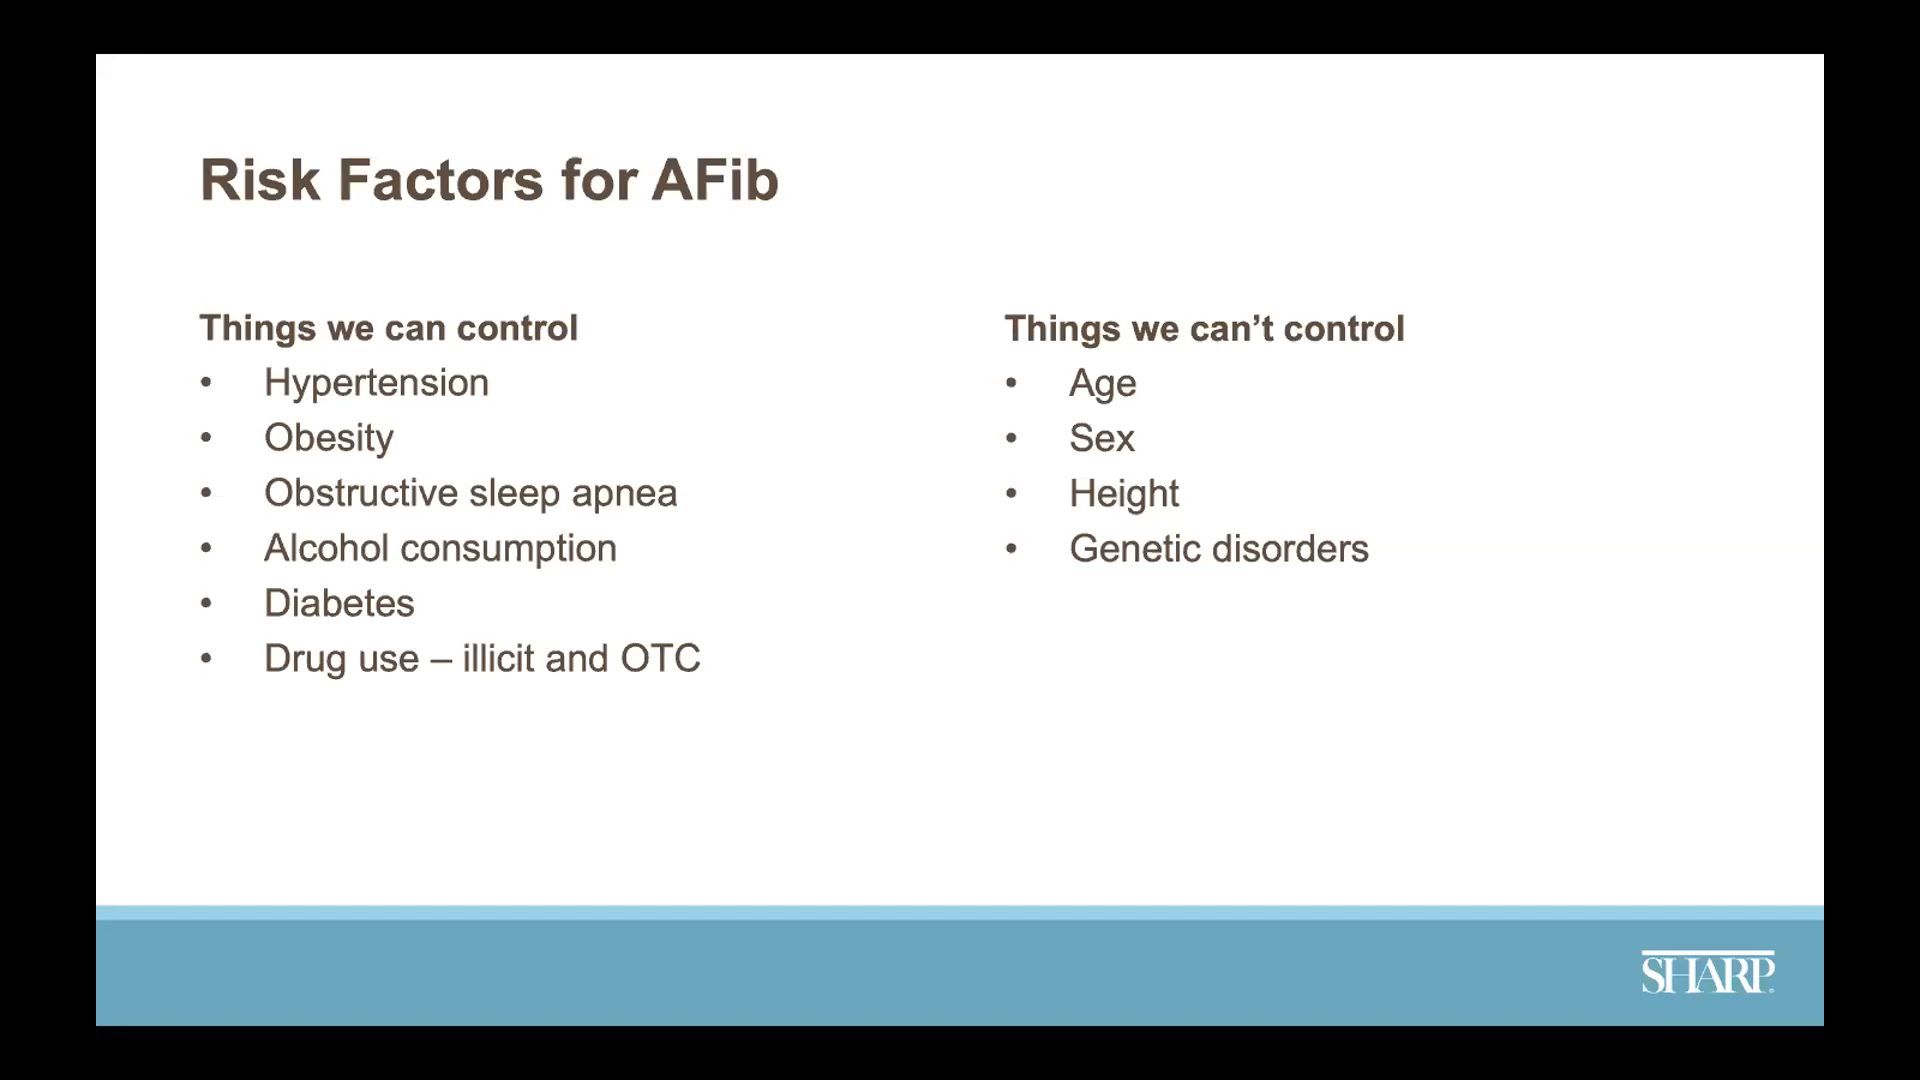 Risk Factors for AFib
Things we can control
• Hypertension
• Obesity
• Obstructive sleep apnea
• Alcohol consumption
• Diabetes
• Drug use – illicit and OTC
Things we can’t control
• Age
• Sex
• Height
• Genetic disorders
SHARP